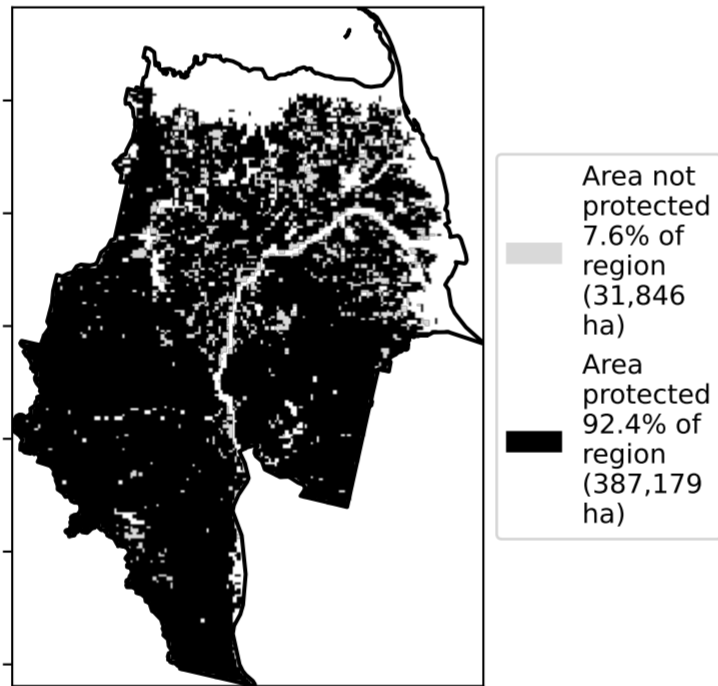 Area not
protected
7.6% of
region
(31,846
ha)
Area
protected
92.4% of
region
(387,179
ha)